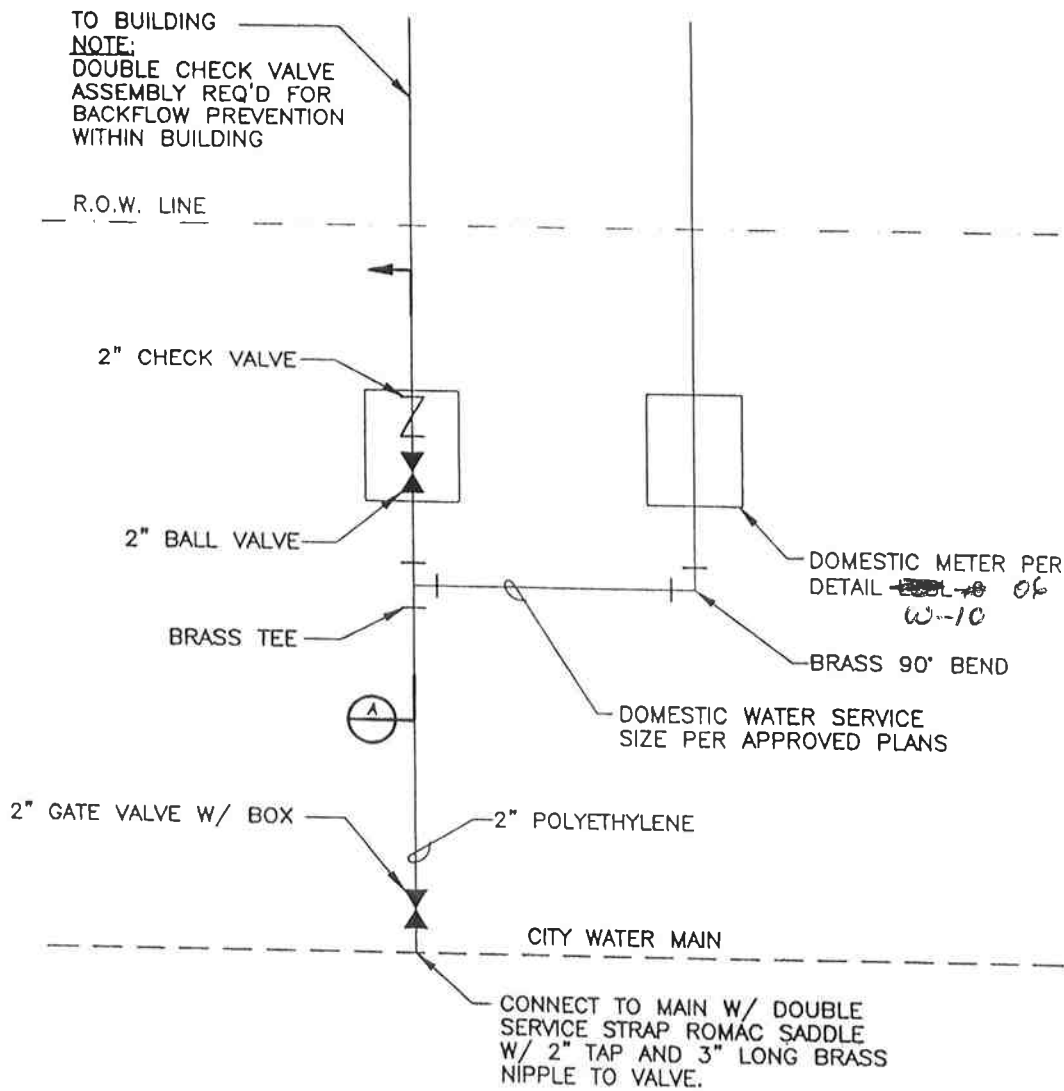 TO BUILDING
NOTE:
DOUBLE CHECK VALVE
ASSEMBLY REQ'D FOR
BACKFLOW PREVENTION
WITHIN BUILDING
R.O.W. LINE
2" CHECK VALVE
2" BALL VALVE
DOMESTIC METER PER
DETAIL 06
W-10
BRASS TEE
BRASS 90° BEND
A
DOMESTIC WATER SERVICE
SIZE PER APPROVED PLANS
2" GATE VALVE W/ BOX
2" POLYETHYLENE
CITY WATER MAIN
CONNECT TO MAIN W/ DOUBLE
SERVICE STRAP ROMAC SADDLE
W/ 2" TAP AND 3" LONG BRASS
NIPPLE TO VALVE.